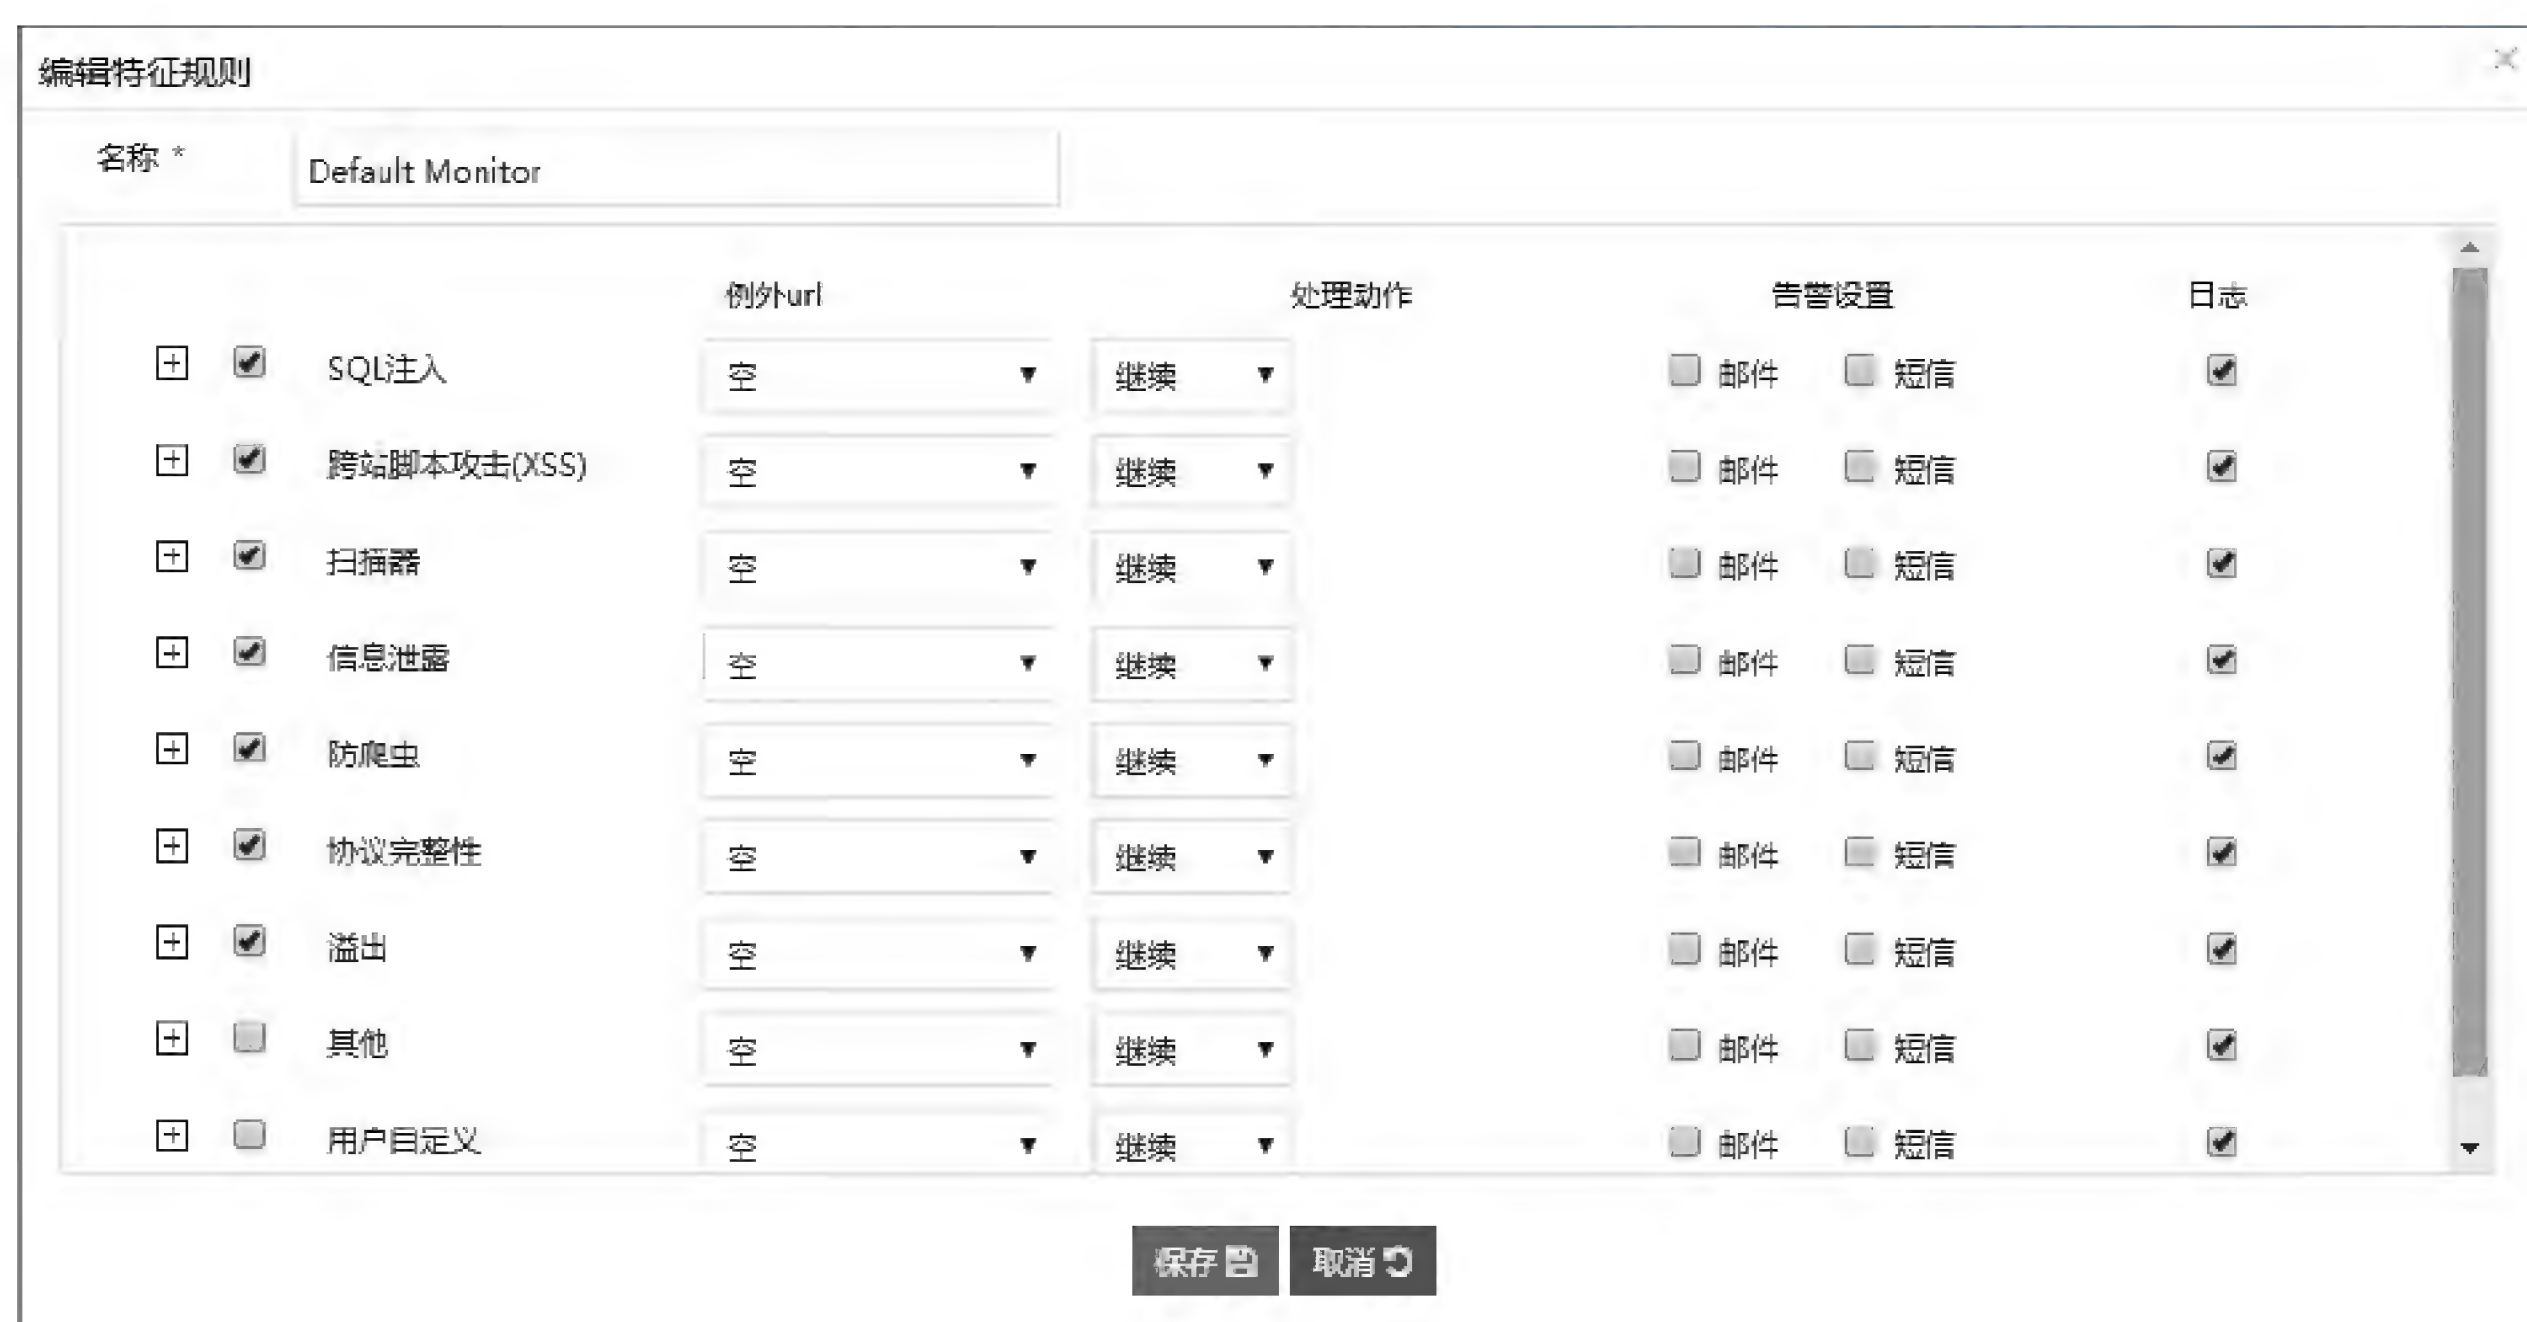 编辑特征规则
名称 *
Default Monitor
例外url 处理动作 告警设置 日志
SQL注入 空 继续 邮件 短信
跨站脚本攻击(XSS) 空 继续 邮件 短信
扫描器 空 继续 邮件 短信
信息泄露 空 继续 邮件 短信
防爬虫 空 继续 邮件 短信
协议完整性 空 继续 邮件 短信
溢出 空 继续 邮件 短信
其他 空 继续 邮件 短信
用户自定义 空 继续 邮件 短信
保存 取消